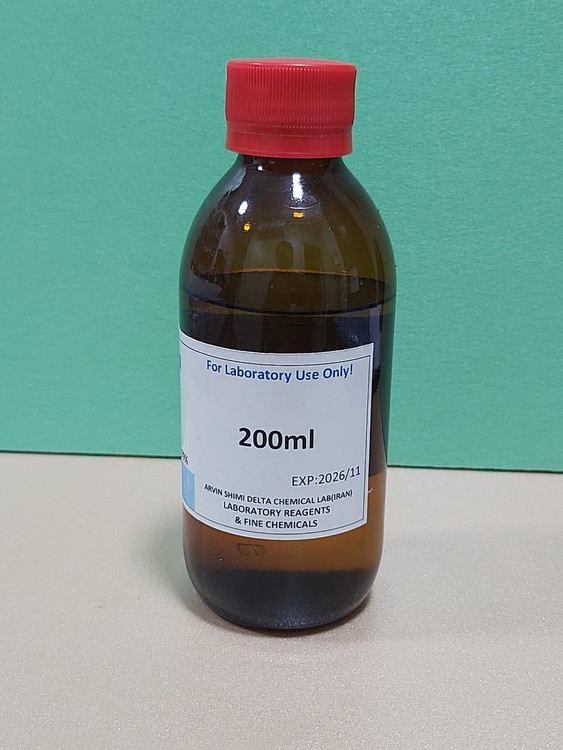 For Laboratory Use Only!
200ml
EXP:2026/11
ARVIN SHIMI DELTA CHEMICAL LAB(IRAN)
LABORATORY REAGENTS
& FINE CHEMICALS